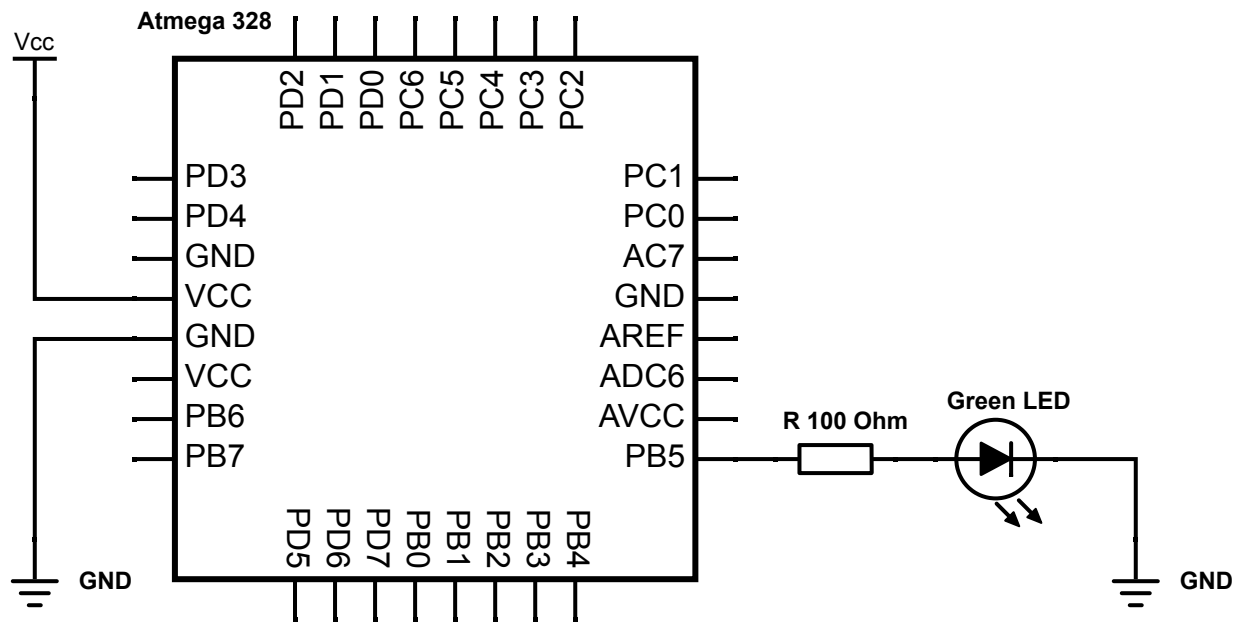 Atmega 328
Vcc
PD2
PD1
PD0
PC6
PC5
PC4
PC3
PC2
PD3
PD4
GND
VCC
GND
VCC
PB6
PB7
PC1
PC0
AC7
GND
AREF
ADC6
AVCC
PB5
R 100 Ohm
Green LED
PD5
PD6
PD7
PB0
PB1
PB2
PB3
PB4
GND
GND